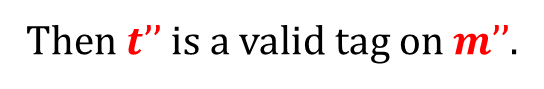 Then t’’ is a valid tag on m’’.